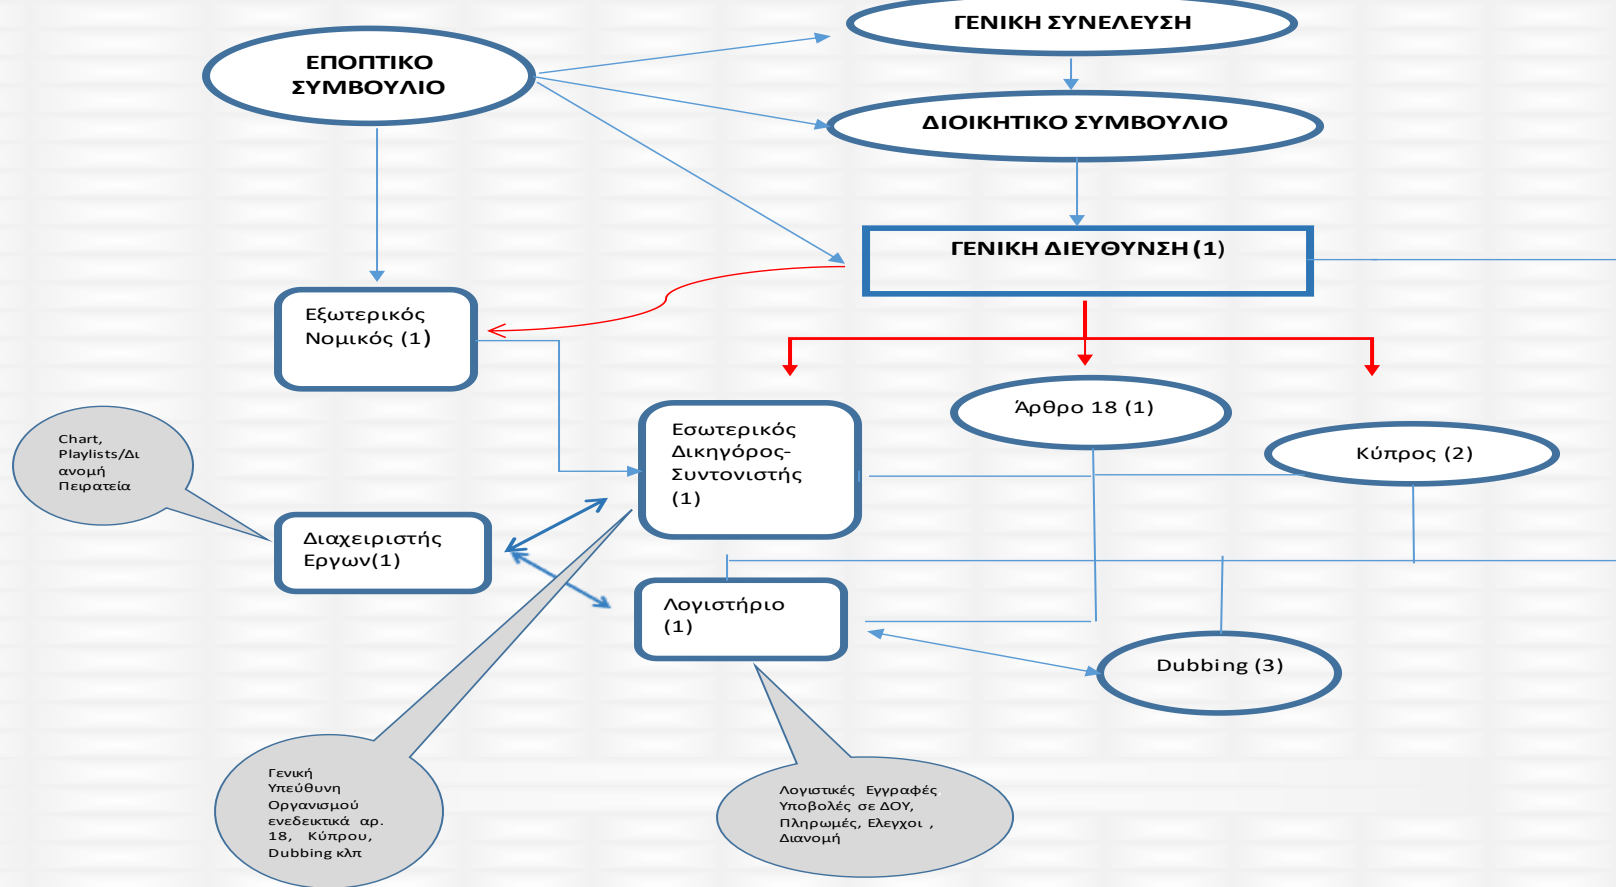 ΓΕΝΙΚΗ ΣΥΝΕΛΕΥΣΗ
ΕΠΟΠΤΙΚΟ
ΣΥΜΒΟΥΛΙΟ
ΔΙΟΙΚΗΤΙΚΟ ΣΥΜΒΟΥΛΙΟ
ΓΕΝΙΚΗ ΔΙΕΥΘΥΝΣΗ (1)
Εξωτερικός
Νομικός (1)
Άρθρο 18 (1)
Κύπρος (2)
Εσωτερικός
Δικηγόρος-
Συντονιστής
(1)
Chart,
Playlists/Δι
ανομή
Πειρατεία
Διαχειριστής
Εργων(1)
Λογιστήριο
(1)
Dubbing (3)
Γενική
Υπεύθυνη
Οργανισμού
ενεδεικτικά αρ.
18, Κύπρου,
Dubbing κλπ
Λογιστικές Εγγραφές,
Υποβολές σε ΔΟΥ,
Πληρωμές, Ελεγχοι ,
Διανομή